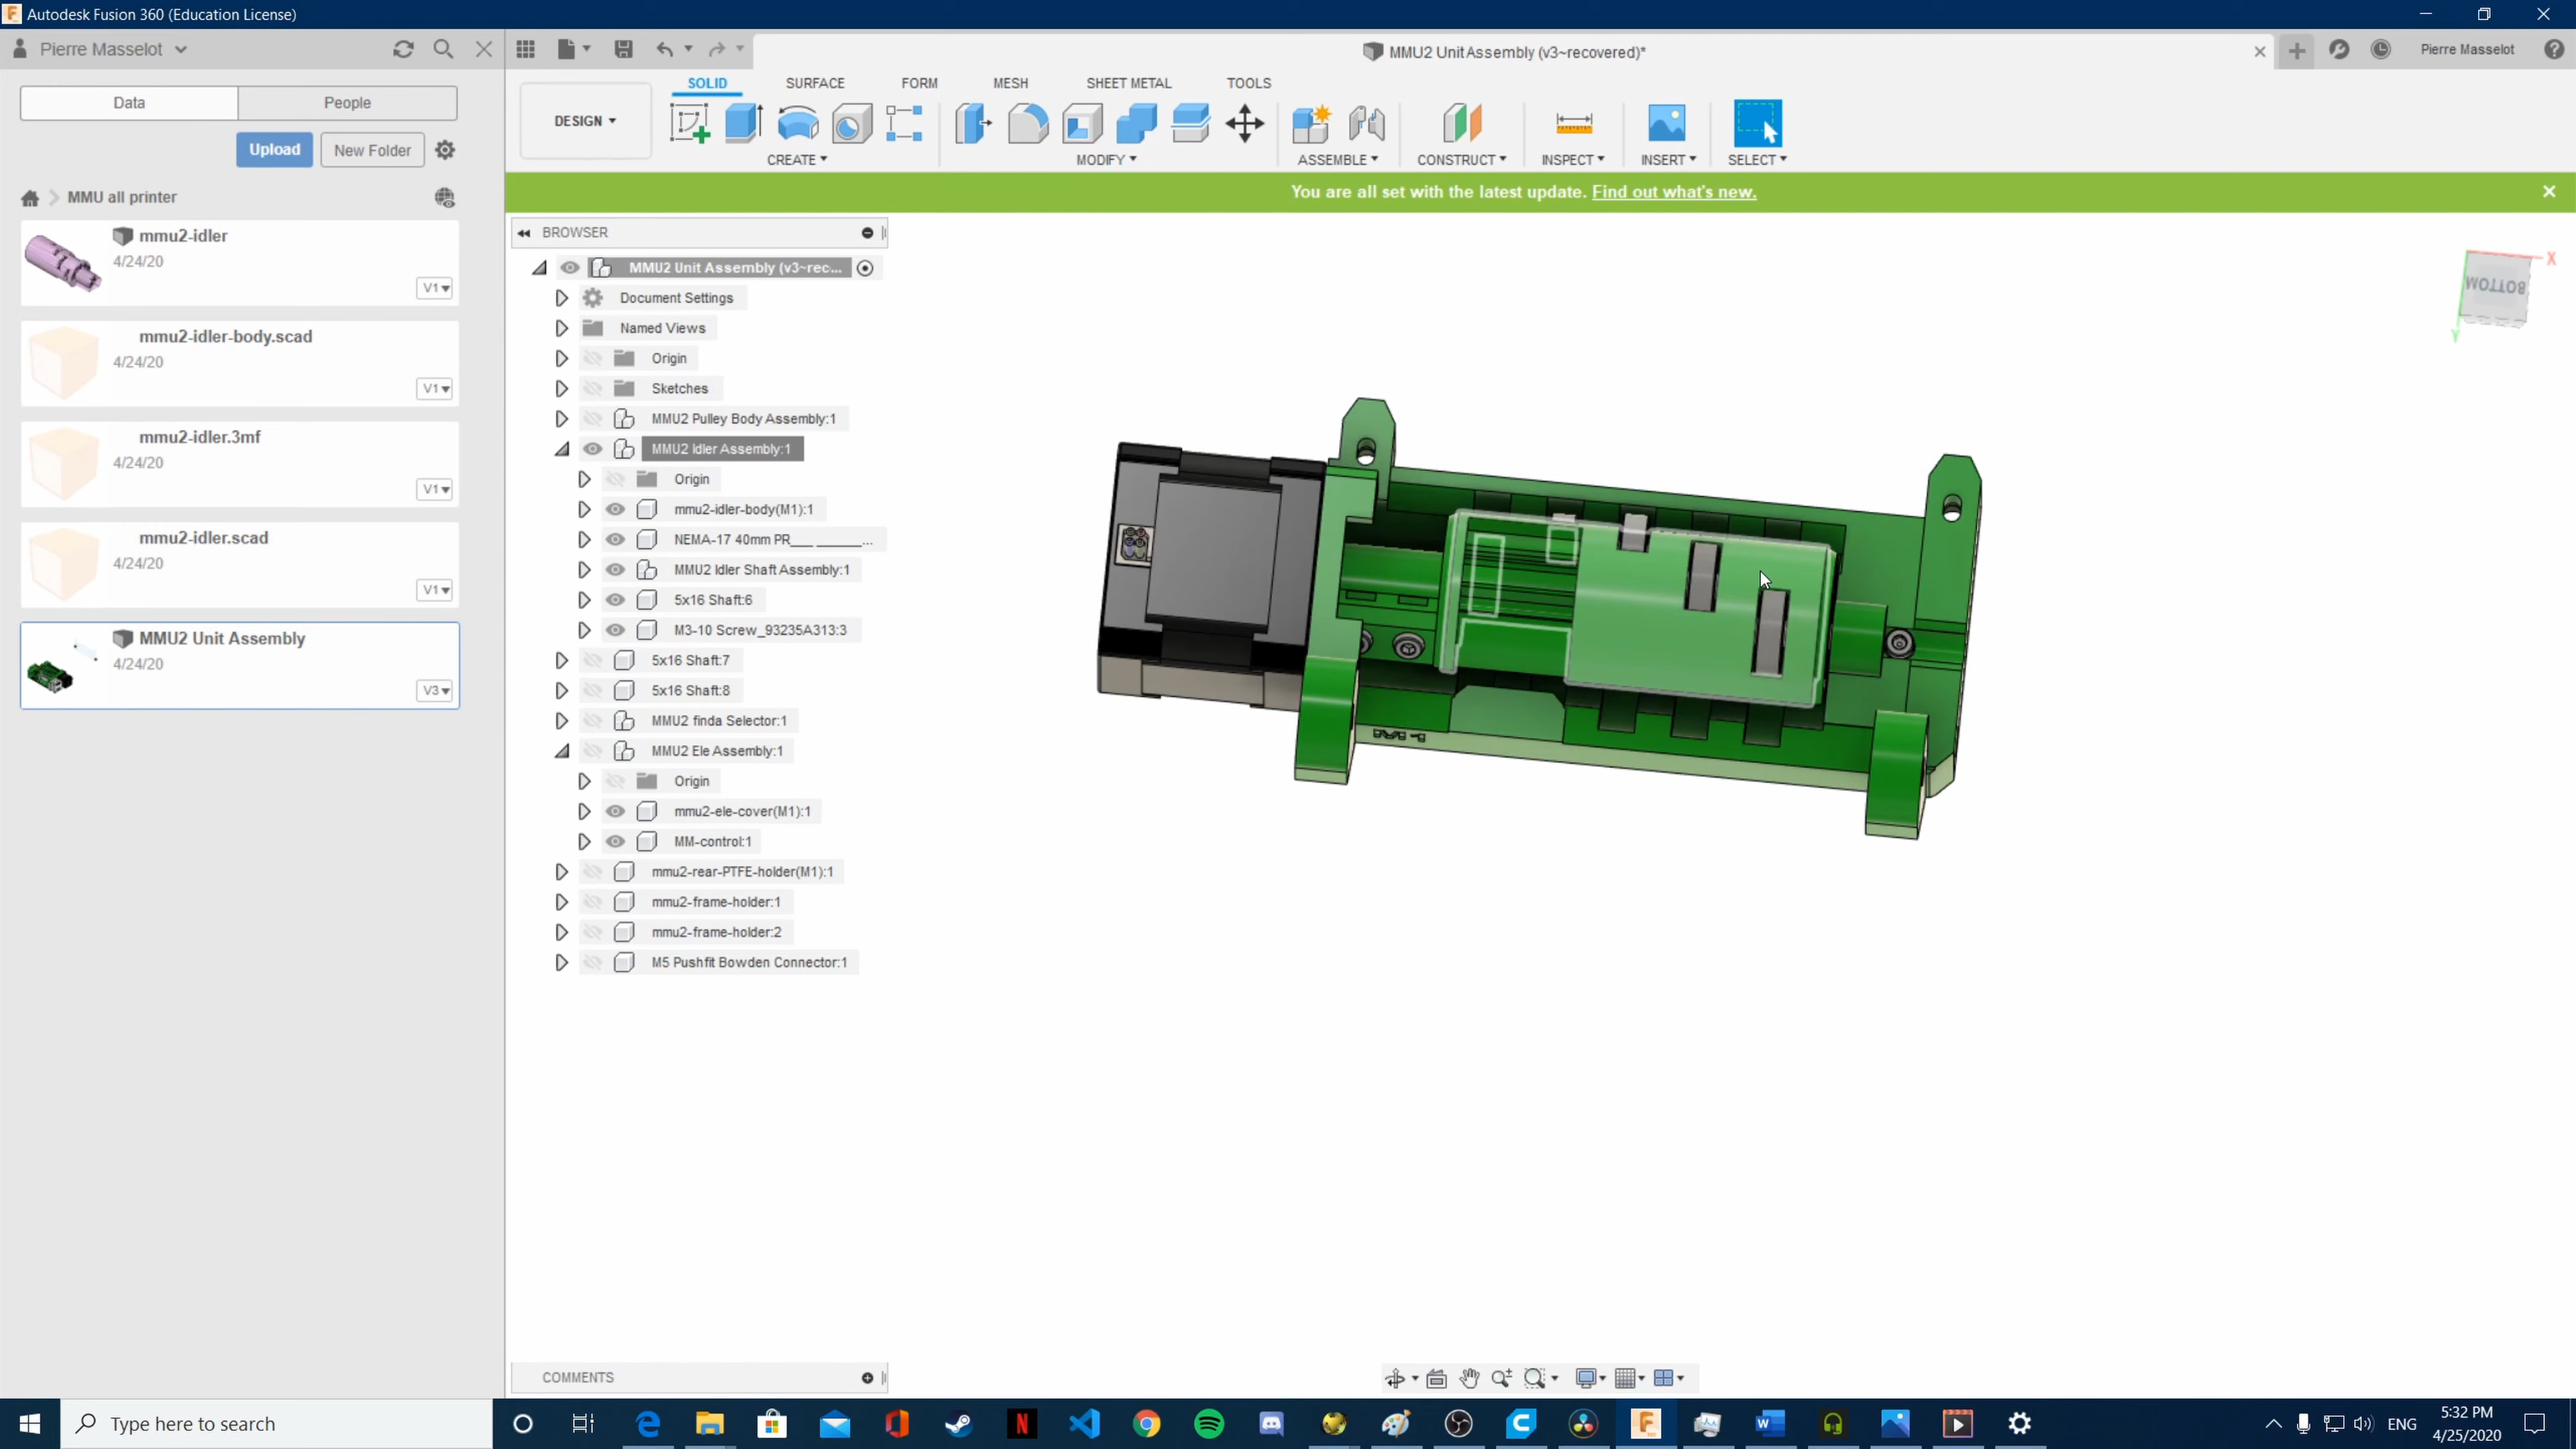 Autodesk Fusion 360 (Education License)
Pierre Masselot
MMU2 Unit Assembly (v3~recovered)*
Pierre Masselot
Data
People
Upload
New Folder
MMU all printer
mmu2-idler
4/24/20
V1
mmu2-idler-body.scad
4/24/20
V1
mmu2-idler.3mf
4/24/20
V1
mmu2-idler.scad
4/24/20
V1
MMU2 Unit Assembly
4/24/20
V3
SOLID
SURFACE
FORM
MESH
SHEET METAL
TOOLS
DESIGN
CREATE
MODIFY
ASSEMBLE
CONSTRUCT
INSPECT
INSERT
SELECT
You are all set with the latest update. Find out what's new.
BROWSER
MMU2 Unit Assembly (v3~rec...
Document Settings
Named Views
Origin
Sketches
MMU2 Pulley Body Assembly:1
MMU2 Idler Assembly:1
Origin
mmu2-idler-body(M1):1
NEMA-17 40mm PR___ ______...
MMU2 Idler Shaft Assembly:1
5x16 Shaft:6
M3-10 Screw_93235A313:3
5x16 Shaft:7
5x16 Shaft:8
MMU2 finda Selector:1
MMU2 Ele Assembly:1
Origin
mmu2-ele-cover(M1):1
MM-control:1
mmu2-rear-PTFE-holder(M1):1
mmu2-frame-holder:1
mmu2-frame-holder:2
M5 Pushfit Bowden Connector:1
X
BOTTOM
Y
COMMENTS
Type here to search
ENG
5:32 PM
4/25/2020